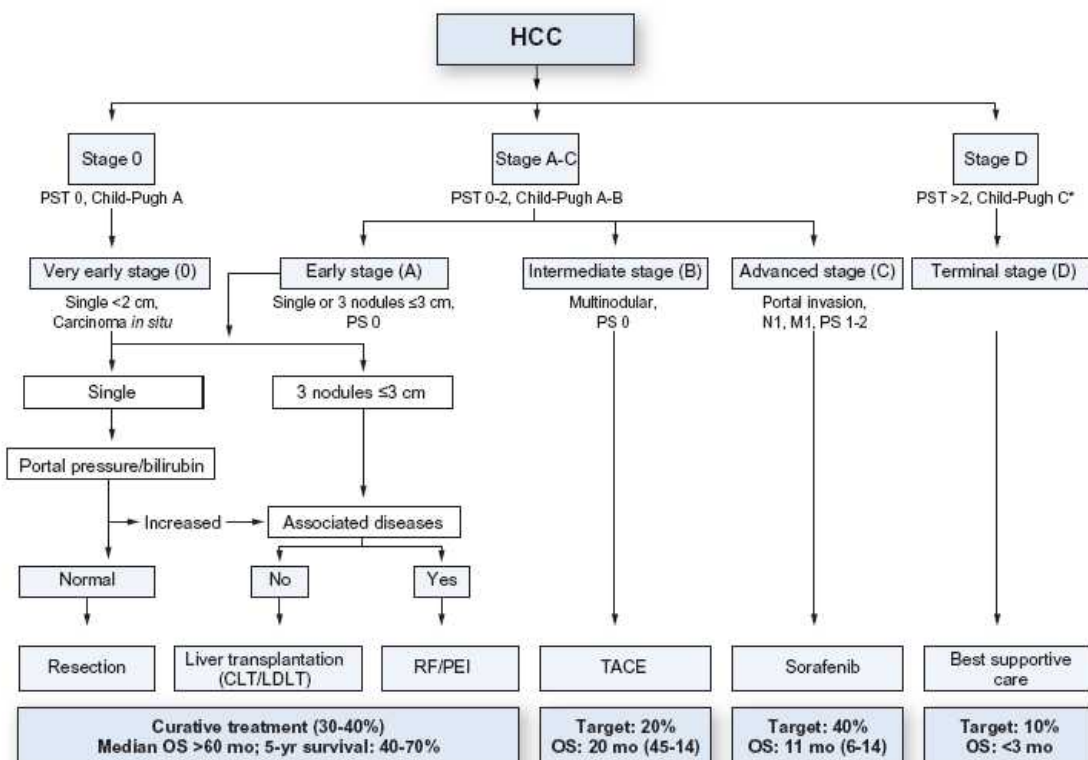 HCC
Stage 0
PST 0, Child-Pugh A
Stage A-C
PST 0-2, Child-Pugh A-B
Stage D
PST >2, Child-Pugh C*
Very early stage (0)
Single <2 cm,
Carcinoma in situ
Early stage (A)
Single or 3 nodules ≤3 cm,
PS 0
Intermediate stage (B)
Multinodular,
PS 0
Advanced stage (C)
Portal invasion,
N1, M1, PS 1-2
Terminal stage (D)
Single
3 nodules ≤3 cm
Portal pressure/bilirubin
Increased
Associated diseases
Normal
No
Yes
Resection
Liver transplantation
(CLT/LDLT)
RF/PEI
TACE
Sorafenib
Best supportive
care
Curative treatment (30-40%)
Median OS >60 mo; 5-yr survival: 40-70%
Target: 20%
OS: 20 mo (45-14)
Target: 40%
OS: 11 mo (6-14)
Target: 10%
OS: <3 mo